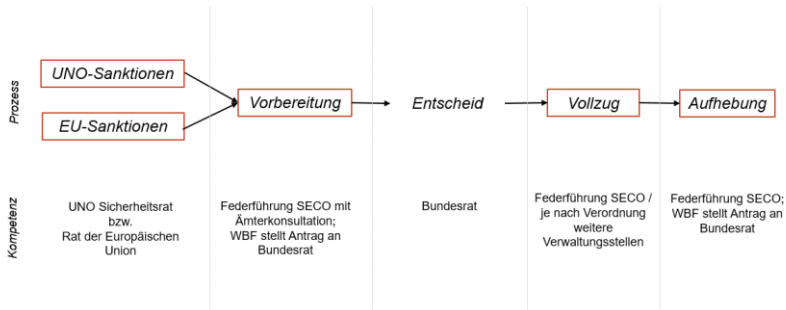 Prozess
UNO-Sanktionen
EU-Sanktionen
Vorbereitung
Entscheid
Vollzug
Aufhebung
Kompetenz
UNO Sicherheitsrat
bzw.
Rat der Europäischen
Union
Federführung SECO mit
Ämterkonsultation;
WBF stellt Antrag an
Bundesrat
Bundesrat
Federführung SECO /
je nach Verordnung
weitere
Verwaltungsstellen
Federführung SECO;
WBF stellt Antrag an
Bundesrat